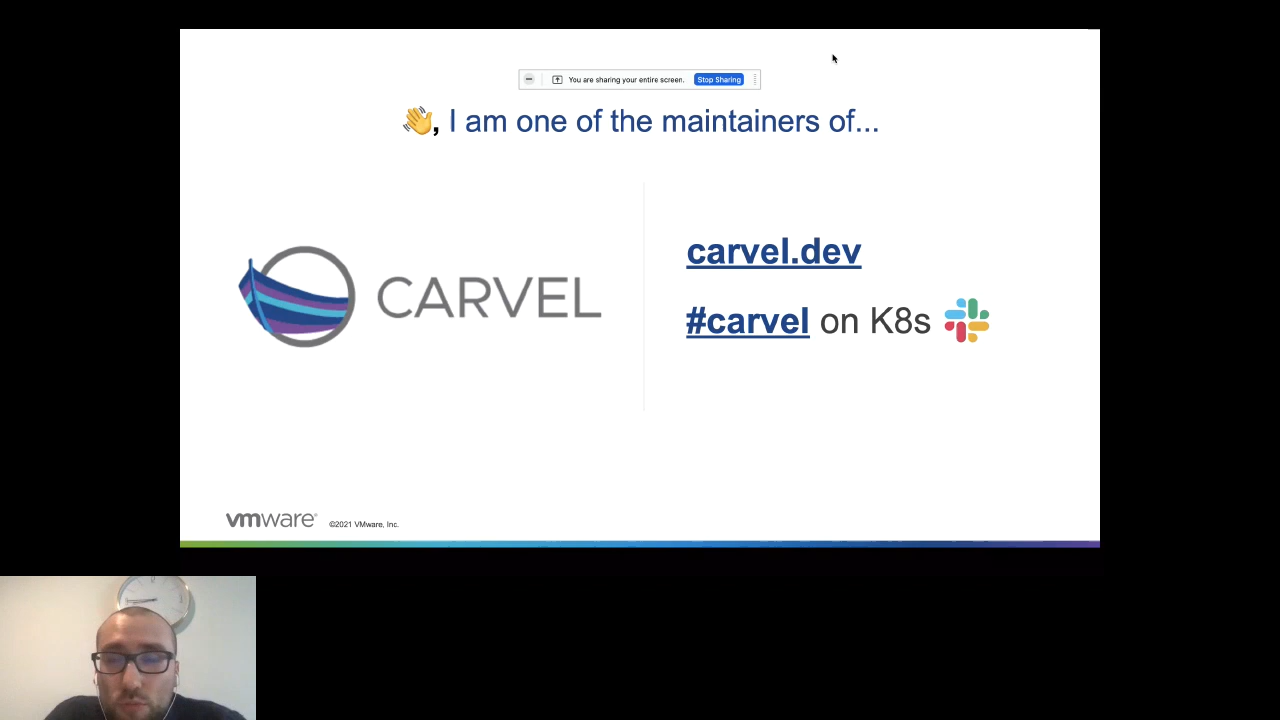 You are sharing your entire screen. Stop Sharing
👋, I am one of the maintainers of...
CARVEL
carvel.dev
#carvel on K8s
vmware® ©2021 VMware, Inc.